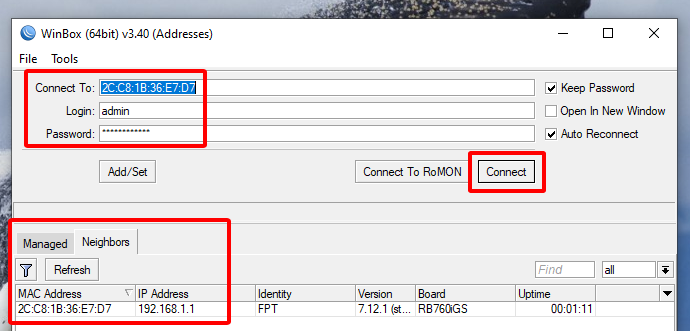 WinBox (64bit) v3.40 (Addresses)
File Tools
Connect To: 2C:C8:1B:36:E7:D7
Keep Password
Login: admin
Open In New Window
Password: ************
Auto Reconnect
Add/Set Connect To RoMON Connect
Managed Neighbors
Refresh Find all
MAC Address IP Address Identity Version Board Uptime
2C:C8:1B:36:E7:D7 192.168.1.1 FPT 7.12.1 (st... RB760iGS 00:01:11